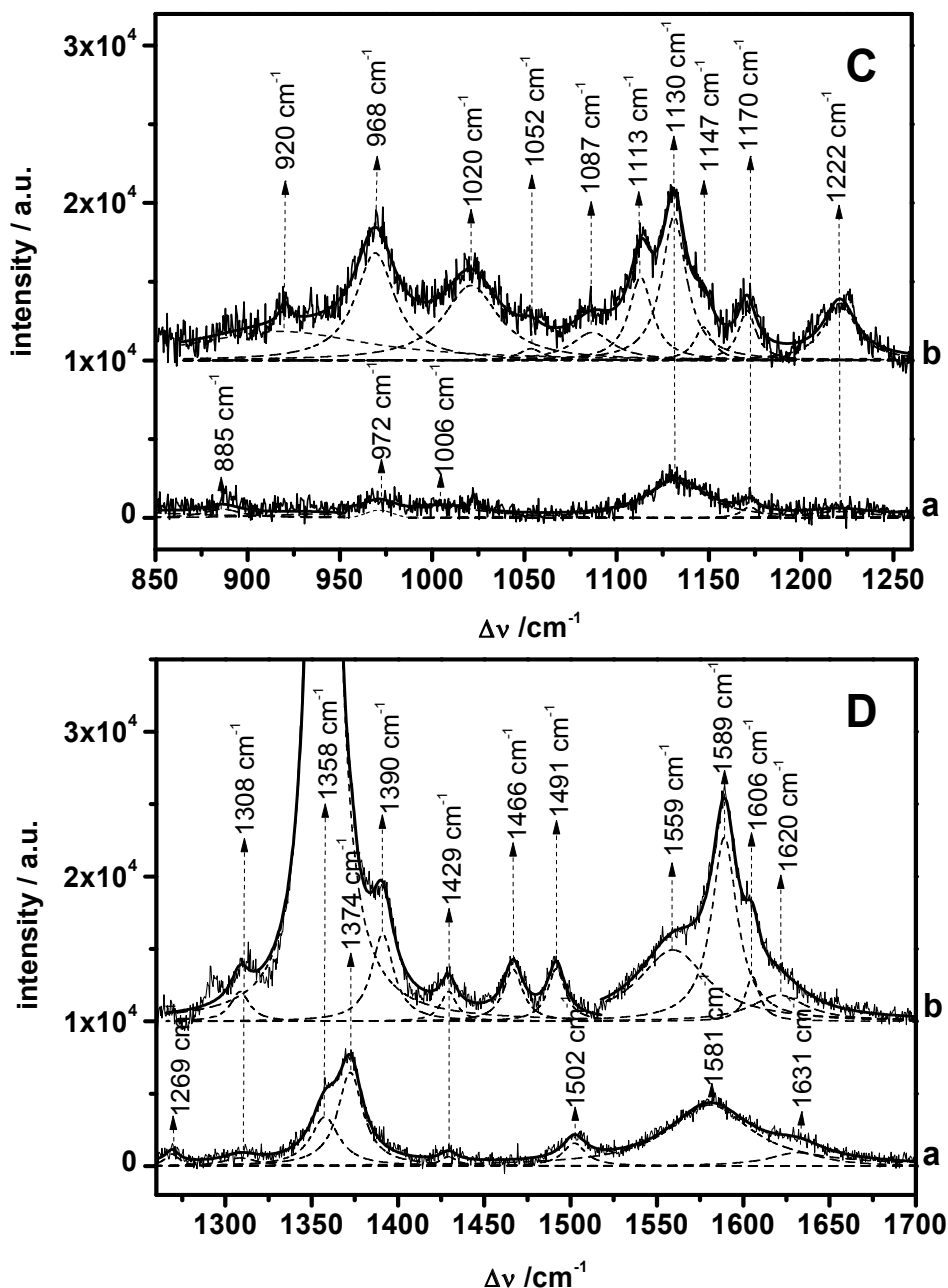 C
3x10⁴
2x10⁴
1x10⁴
0
intensity / a.u.
920 cm⁻¹
968 cm⁻¹
1020 cm⁻¹
1052 cm⁻¹
1087 cm⁻¹
1113 cm⁻¹
1130 cm⁻¹
1147 cm⁻¹
1170 cm⁻¹
1222 cm⁻¹
b
885 cm⁻¹
972 cm⁻¹
1006 cm⁻¹
a
850 900 950 1000 1050 1100 1150 1200 1250
Δν /cm⁻¹
D
3x10⁴
2x10⁴
1x10⁴
0
intensity / a.u.
1308 cm⁻¹
1358 cm⁻¹
1374 cm⁻¹
1390 cm⁻¹
1429 cm⁻¹
1466 cm⁻¹
1491 cm⁻¹
1559 cm⁻¹
1589 cm⁻¹
1606 cm⁻¹
1620 cm⁻¹
b
1269 cm
1502 cm
1581 cm
1631 cm⁻¹
a
1300 1350 1400 1450 1500 1550 1600 1650 1700
Δν /cm⁻¹